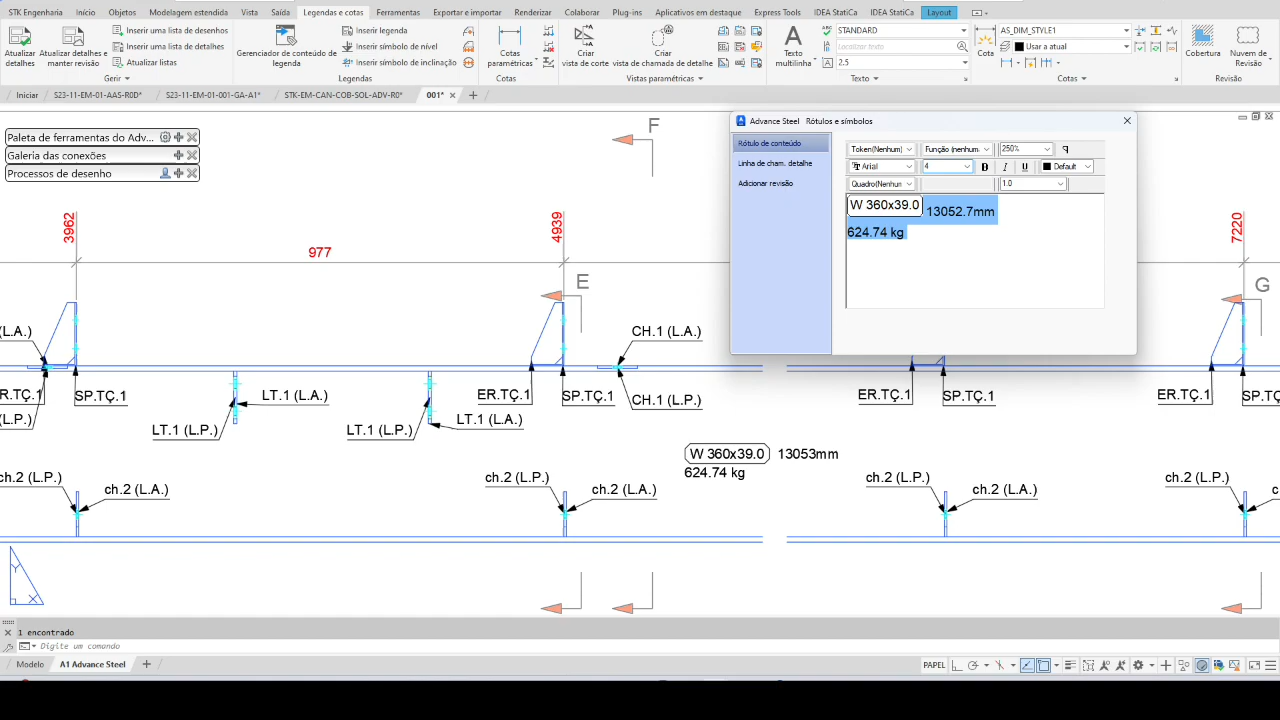 STK Engenharia Início Objetos Modelagem estendida Vista Saída Legendas e cotas Ferramentas Exportar e importar Renderizar Colaborar Plug-ins Aplicativos em destaque Express Tools IDEA StatiCa IDEA StatiCa Layout
Atualizar detalhes
Atualizar detalhes e manter revisão
Inserir uma lista de desenhos
Inserir uma lista de detalhes
Atualizar listas
Gerir
Gerenciador de conteúdo de legenda
Inserir legenda
Inserir símbolo de nível
Inserir símbolo de inclinação
Legendas
Cotas paramétricas
Cotas
Criar vista de corte
Criar vista de chamada de detalhe
Vistas paramétricas
Texto multilinha
STANDARD
Localizar texto
2.5
Texto
Cota
AS_DIM_STYLE1
Usar a atual
Cotas
Cobertura
Nuvem de Revisão
Revisão
Iniciar S23-11-EM-01-AAS-R0D* S23-11-EM-01-001-GA-A1* STK-EM-CAN-COB-SOL-ADV-R0* 001*
Paleta de ferramentas do Adv...
Galeria das conexões
Processos de desenho
Advance Steel Rótulos e símbolos
Rótulo de conteúdo
Linha de cham. detalhe
Adicionar revisão
Token(Nenhum) Função (nenhum 250%
Arial 4 B I U Default
Quadro(Nenhun 1.0
W 360x39.0 13052.7mm
624.74 kg
F
3962
977
4939
E
7220
G
(L.A.)
CH.1 (L.A.)
ER.TÇ.1
SP.TÇ.1
LT.1 (L.A.)
ER.TÇ.1
SP.TÇ.1
CH.1 (L.P.)
ER.TÇ.1
SP.TÇ.1
ER.TÇ.1
SP.TÇ.1
(L.P.)
LT.1 (L.P.)
LT.1 (L.P.)
LT.1 (L.A.)
W 360x39.0 13053mm
624.74 kg
ch.2 (L.P.)
ch.2 (L.A.)
ch.2 (L.P.)
ch.2 (L.A.)
ch.2 (L.P.)
ch.2 (L.A.)
ch.2 (L.P.)
Y
X
1 encontrado
Digite um comando
Modelo A1 Advance Steel
PAPEL